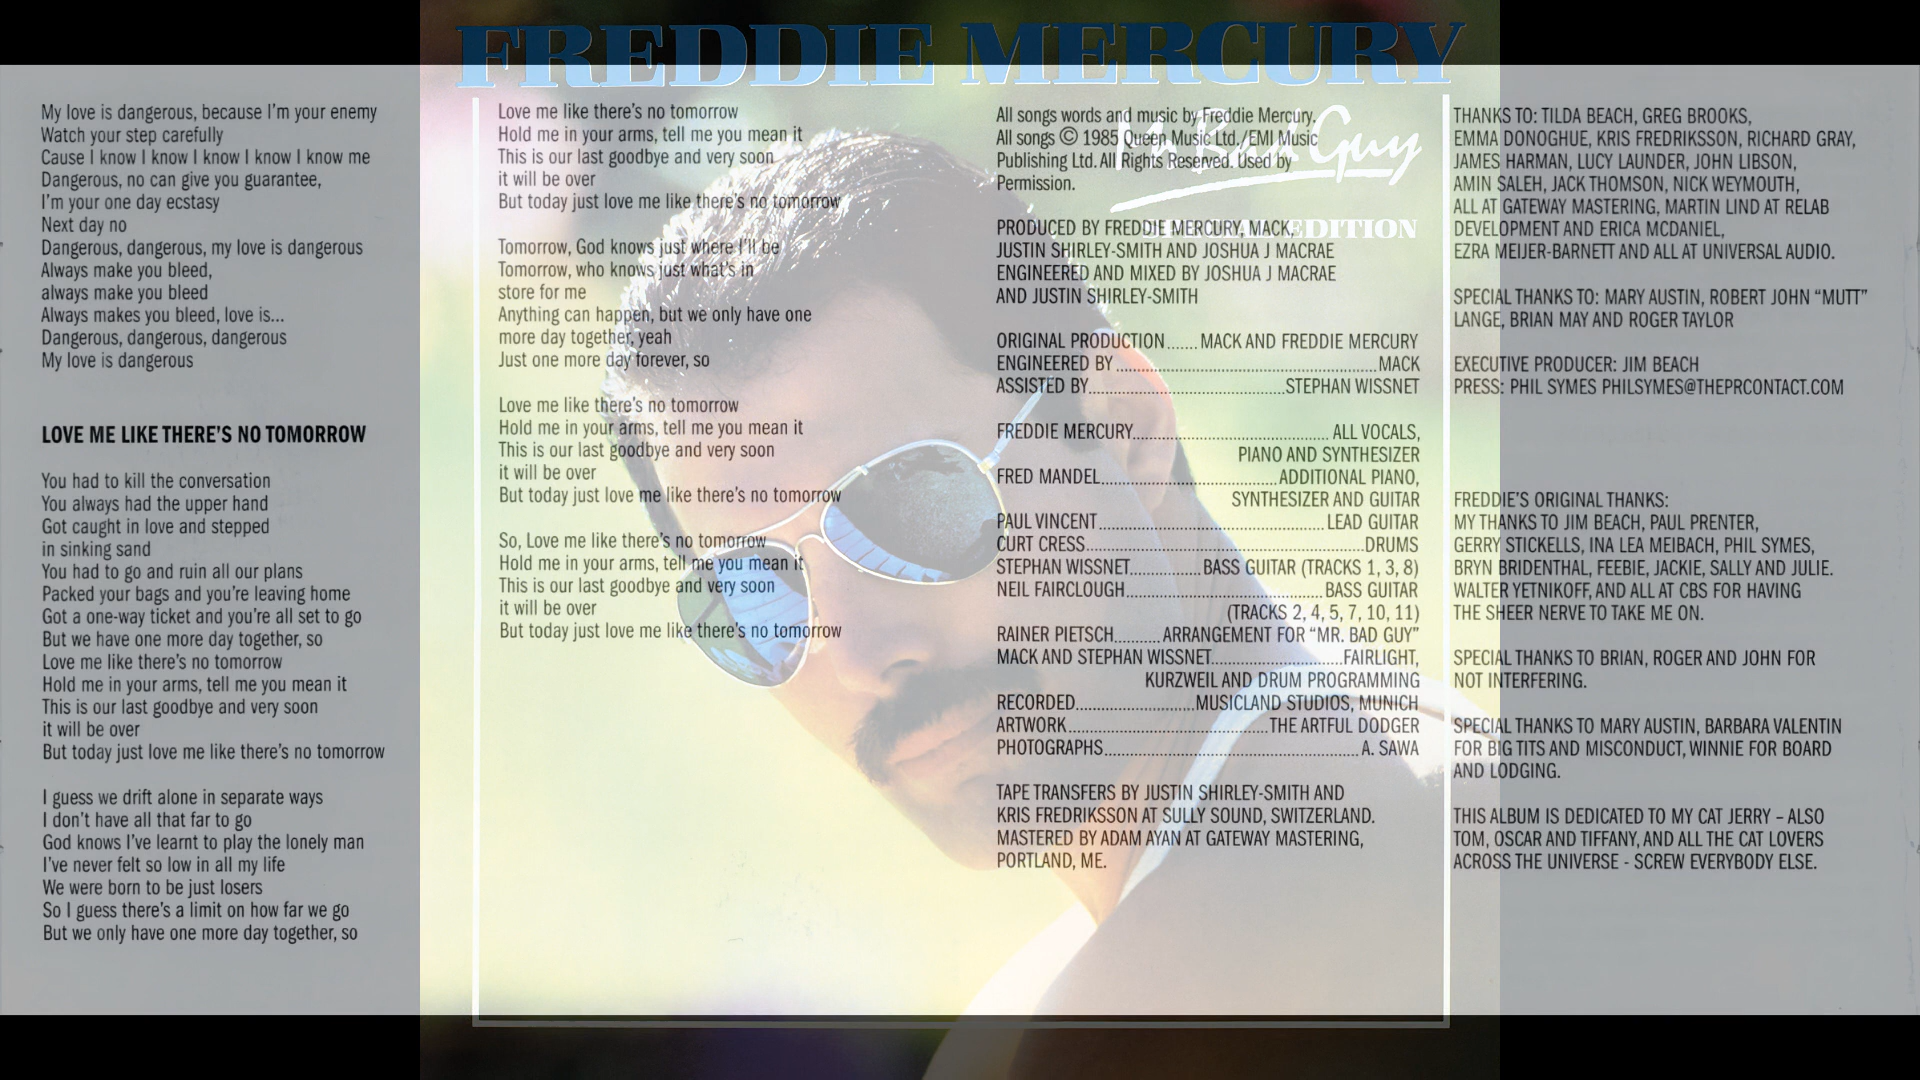 FREDDIE MERCURY
Mr Bad Guy
EDITION
My love is dangerous, because I'm your enemy
Watch your step carefully
Cause I know I know I know I know I know me
Dangerous, no can give you guarantee,
I'm your one day ecstasy
Next day no
Dangerous, dangerous, my love is dangerous
Always make you bleed,
always make you bleed
Always makes you bleed, love is...
Dangerous, dangerous, dangerous
My love is dangerous
LOVE ME LIKE THERE'S NO TOMORROW
You had to kill the conversation
You always had the upper hand
Got caught in love and stepped
in sinking sand
You had to go and ruin all our plans
Packed your bags and you're leaving home
Got a one-way ticket and you're all set to go
But we have one more day together, so
Love me like there's no tomorrow
Hold me in your arms, tell me you mean it
This is our last goodbye and very soon
it will be over
But today just love me like there's no tomorrow
I guess we drift alone in separate ways
I don't have all that far to go
God knows I've learnt to play the lonely man
I've never felt so low in all my life
We were born to be just losers
So I guess there's a limit on how far we go
But we only have one more day together, so
Love me like there's no tomorrow
Hold me in your arms, tell me you mean it
This is our last goodbye and very soon
it will be over
But today just love me like there's no tomorrow
Tomorrow, God knows just where I'll be
Tomorrow, who knows just what's in
store for me
Anything can happen, but we only have one
more day together, yeah
Just one more day forever, so
Love me like there's no tomorrow
Hold me in your arms, tell me you mean it
This is our last goodbye and very soon
it will be over
But today just love me like there's no tomorrow
So, Love me like there's no tomorrow
Hold me in your arms, tell me you mean it
This is our last goodbye and very soon
it will be over
But today just love me like there's no tomorrow
All songs words and music by Freddie Mercury.
All songs © 1985 Queen Music Ltd./EMI Music
Publishing Ltd. All Rights Reserved. Used by
Permission.
PRODUCED BY FREDDIE MERCURY, MACK,
JUSTIN SHIRLEY-SMITH AND JOSHUA J MACRAE
ENGINEERED AND MIXED BY JOSHUA J MACRAE
AND JUSTIN SHIRLEY-SMITH
ORIGINAL PRODUCTION.......MACK AND FREDDIE MERCURY
ENGINEERED BY..........MACK
ASSISTED BY..........STEPHAN WISSNET
FREDDIE MERCURY..........ALL VOCALS,
PIANO AND SYNTHESIZER
FRED MANDEL..........ADDITIONAL PIANO,
SYNTHESIZER AND GUITAR
PAUL VINCENT..........LEAD GUITAR
CURT CRESS..........DRUMS
STEPHAN WISSNET..........BASS GUITAR (TRACKS 1, 3, 8)
NEIL FAIRCLOUGH..........BASS GUITAR
(TRACKS 2, 4, 5, 7, 10, 11)
RAINER PIETSCH..........ARRANGEMENT FOR "MR. BAD GUY"
MACK AND STEPHAN WISSNET..........FAIRLIGHT,
KURZWEIL AND DRUM PROGRAMMING
RECORDED..........MUSICLAND STUDIOS, MUNICH
ARTWORK..........THE ARTFUL DODGER
PHOTOGRAPHS..........A. SAWA
TAPE TRANSFERS BY JUSTIN SHIRLEY-SMITH AND
KRIS FREDRIKSSON AT SULLY SOUND, SWITZERLAND.
MASTERED BY ADAM AYAN AT GATEWAY MASTERING,
PORTLAND, ME.
THANKS TO: TILDA BEACH, GREG BROOKS,
EMMA DONOGHUE, KRIS FREDRIKSSON, RICHARD GRAY,
JAMES HARMAN, LUCY LAUNDER, JOHN LIBSON,
AMIN SALEH, JACK THOMSON, NICK WEYMOUTH,
ALL AT GATEWAY MASTERING, MARTIN LIND AT RELAB
DEVELOPMENT AND ERICA MCDANIEL,
EZRA MEIJER-BARNETT AND ALL AT UNIVERSAL AUDIO.
SPECIAL THANKS TO: MARY AUSTIN, ROBERT JOHN "MUTT"
LANGE, BRIAN MAY AND ROGER TAYLOR
EXECUTIVE PRODUCER: JIM BEACH
PRESS: PHIL SYMES PHILSYMES@THEPRCONTACT.COM
FREDDIE'S ORIGINAL THANKS:
MY THANKS TO JIM BEACH, PAUL PRENTER,
GERRY STICKELLS, INA LEA MEIBACH, PHIL SYMES,
BRYN BRIDENTHAL, FEEBIE, JACKIE, SALLY AND JULIE.
WALTER YETNIKOFF, AND ALL AT CBS FOR HAVING
THE SHEER NERVE TO TAKE ME ON.
SPECIAL THANKS TO BRIAN, ROGER AND JOHN FOR
NOT INTERFERING.
SPECIAL THANKS TO MARY AUSTIN, BARBARA VALENTIN
FOR BIG TITS AND MISCONDUCT, WINNIE FOR BOARD
AND LODGING.
THIS ALBUM IS DEDICATED TO MY CAT JERRY – ALSO
TOM, OSCAR AND TIFFANY, AND ALL THE CAT LOVERS
ACROSS THE UNIVERSE - SCREW EVERYBODY ELSE.